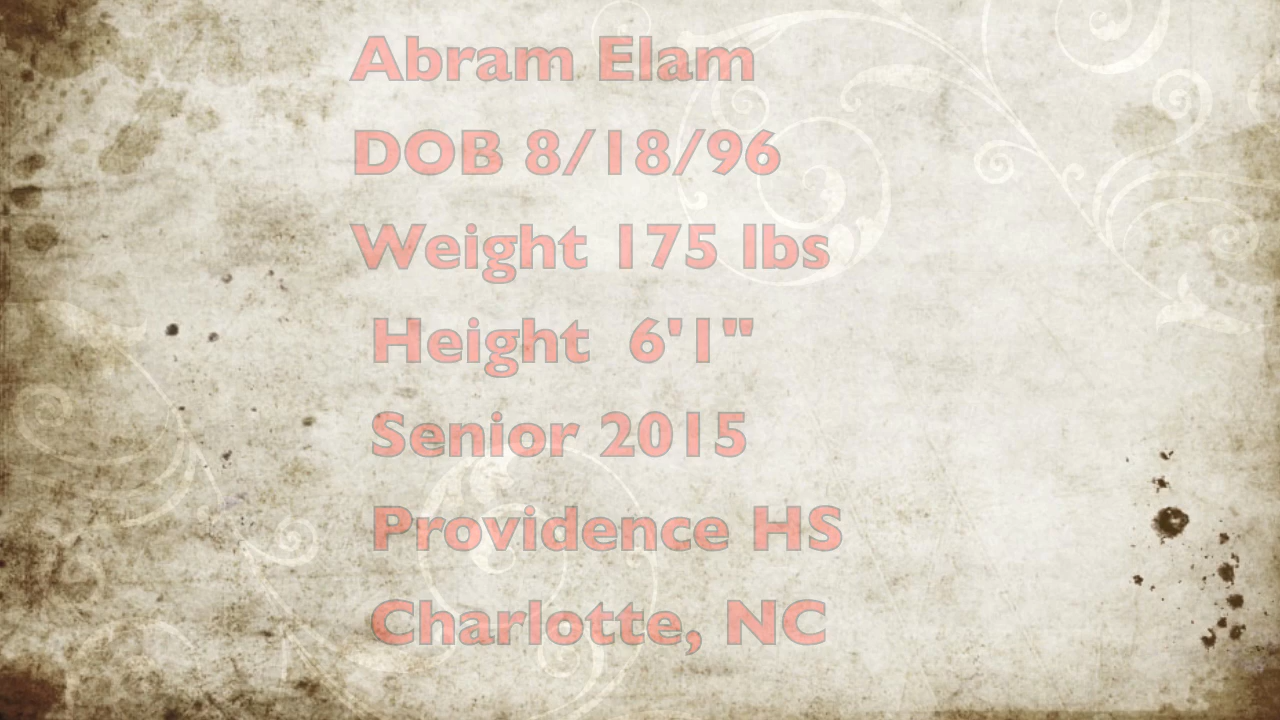 Abram Elam
DOB 8/18/96
Weight 175 lbs
Height  6'1"
Senior 2015
Providence HS
Charlotte, NC